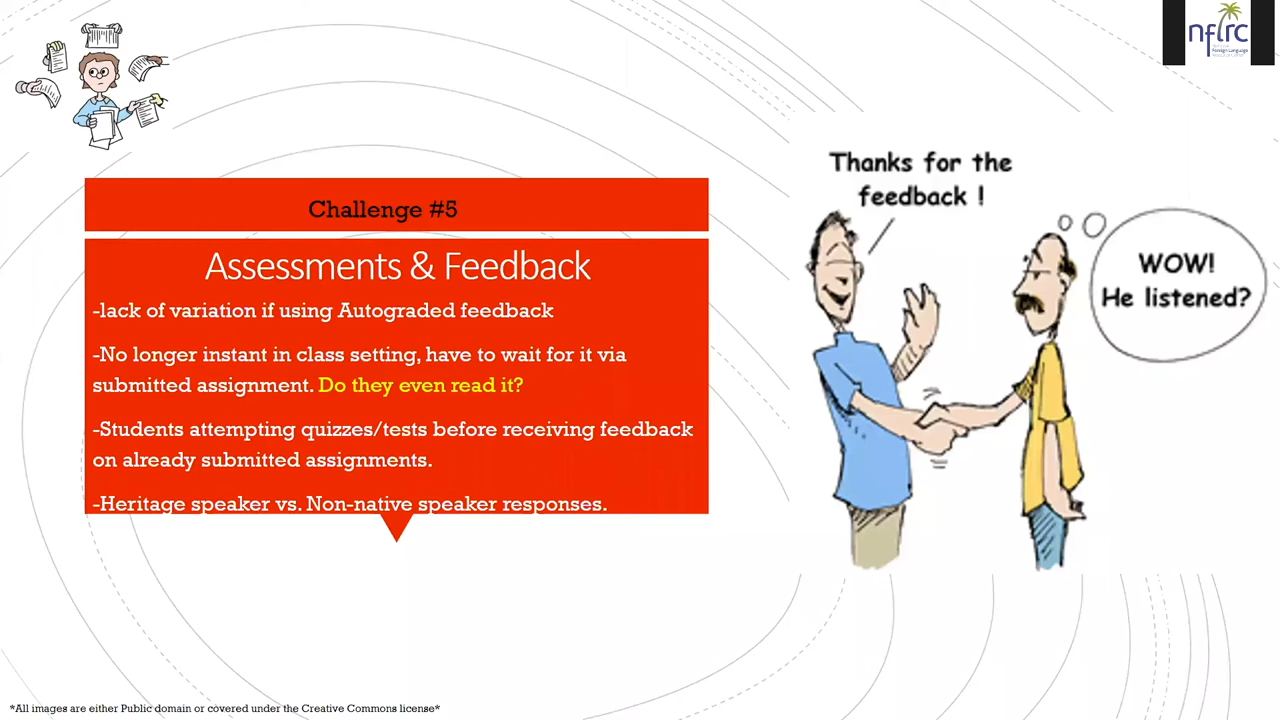 nflrc
Foreign Language
Challenge #5
Assessments & Feedback
-lack of variation if using Autograded feedback
-No longer instant in class setting, have to wait for it via
submitted assignment. Do they even read it?
-Students attempting quizzes/tests before receiving feedback
on already submitted assignments.
-Heritage speaker vs. Non-native speaker responses.
Thanks for the
feedback !
WOW!
He listened?
*All images are either Public domain or covered under the Creative Commons license*